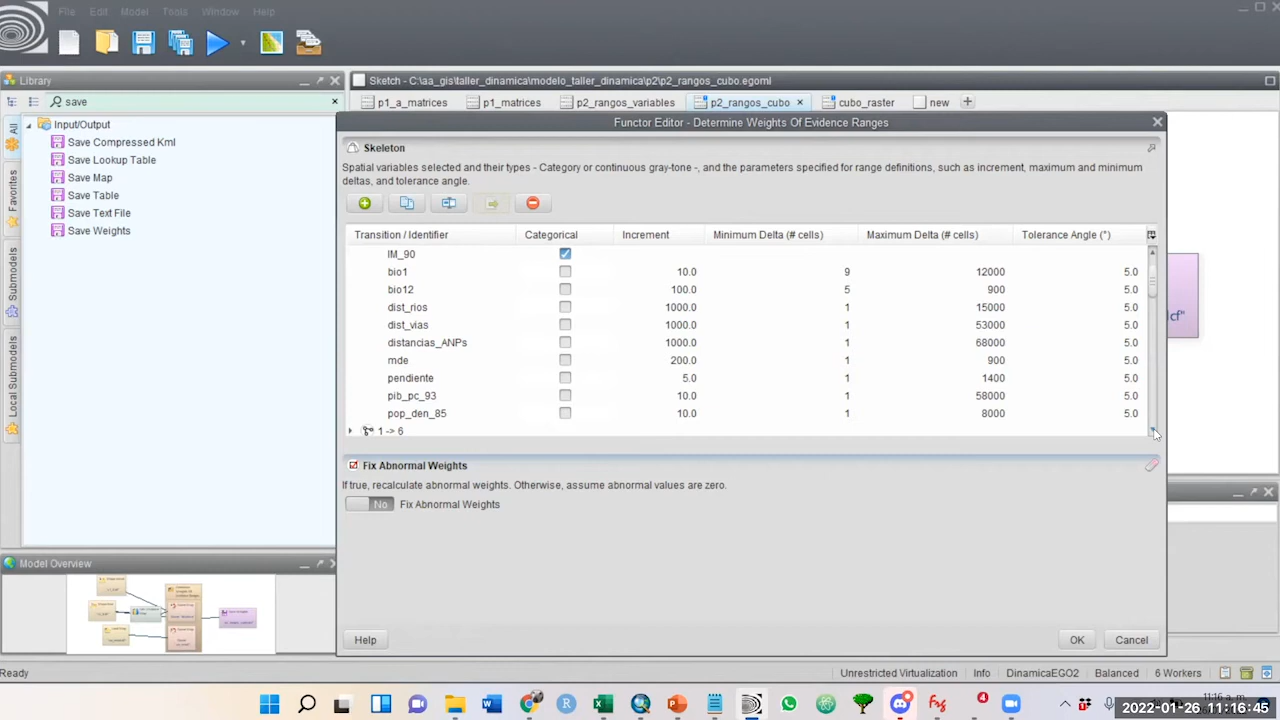 File Edit Model Tools Window Help
Library
Sketch - C:\aa_gis\taller_dinamica\modelo_taller_dinamica\p2\p2_rangos_cubo.egoml
save
p1_a_matrices p1_matrices p2_rangos_variables p2_rangos_cubo cubo_raster new
All
Favorites
Submodels
Local Submodels
Input/Output
Save Compressed Kml
Save Lookup Table
Save Map
Save Table
Save Text File
Save Weights
Functor Editor - Determine Weights Of Evidence Ranges
Skeleton
Spatial variables selected and their types - Category or continuous gray-tone -, and the parameters specified for range definitions, such as increment, maximum and minimum
deltas, and tolerance angle.
Transition / Identifier Categorical Increment Minimum Delta (# cells) Maximum Delta (# cells) Tolerance Angle (°)
IM_90
bio1 10.0 9 12000 5.0
bio12 100.0 5 900 5.0
dist_rios 1000.0 1 15000 5.0
dist_vias 1000.0 1 53000 5.0
distancias_ANPs 1000.0 1 68000 5.0
mde 200.0 1 900 5.0
pendiente 5.0 1 1400 5.0
pib_pc_93 10.0 1 58000 5.0
pop_den_85 10.0 1 8000 5.0
1 -> 6
Fix Abnormal Weights
If true, recalculate abnormal weights. Otherwise, assume abnormal values are zero.
No Fix Abnormal Weights
Help OK Cancel
Model Overview
Ready
Unrestricted Virtualization Info DinamicaEGO2 Balanced 6 Workers
4
2022-01-26 11:16:45